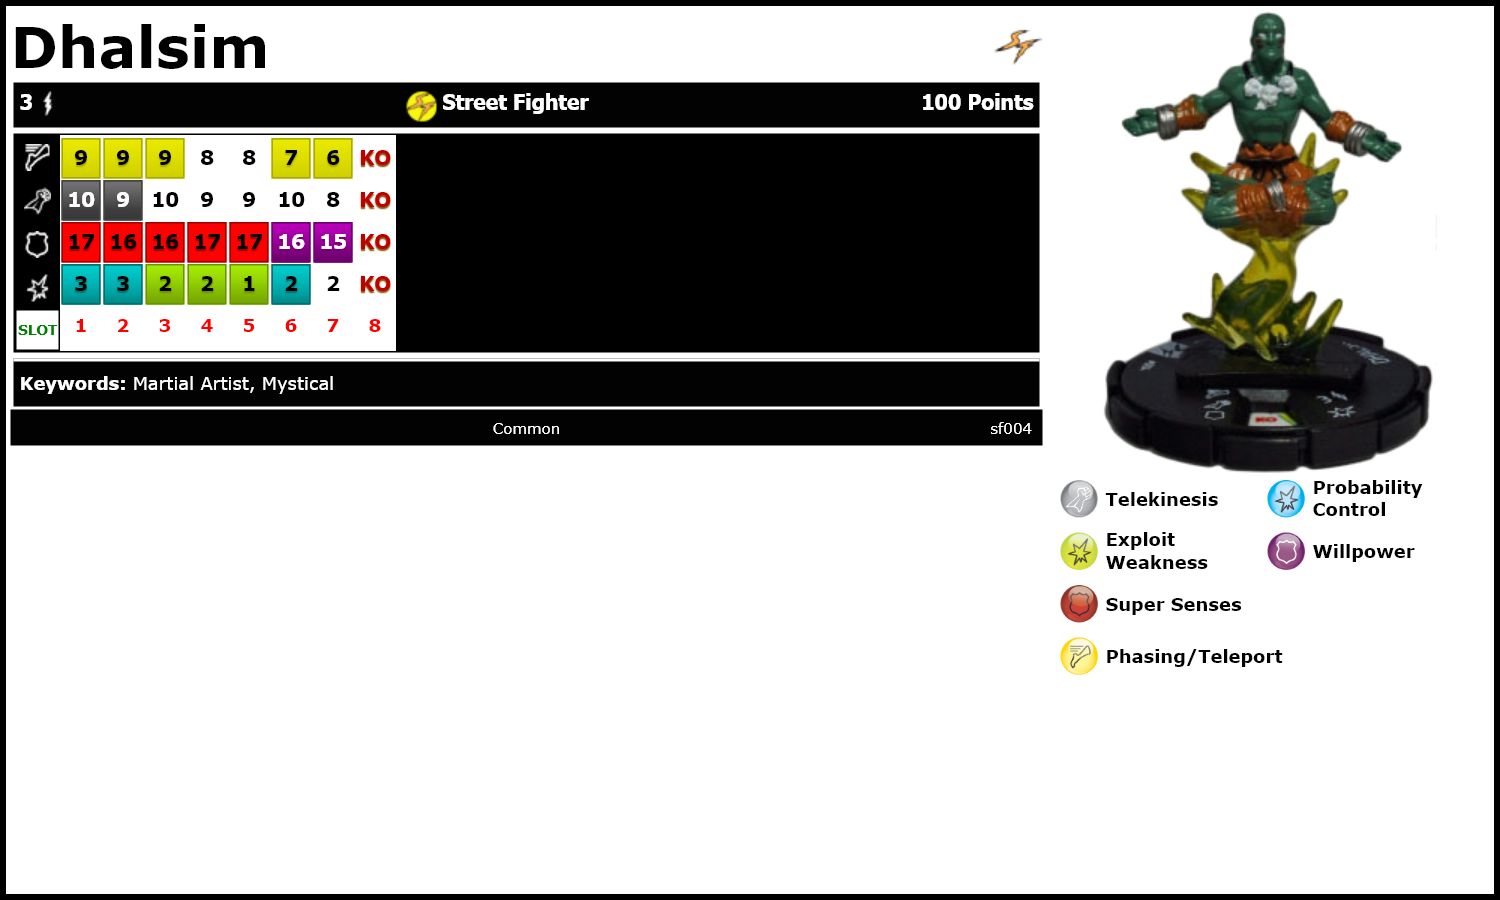 Dhalsim
3 Street Fighter 100 Points
9 9 9 8 8 7 6 KO
10 9 10 9 9 10 8 KO
17 16 16 17 17 16 15 KO
3 3 2 2 1 2 2 KO
SLOT 1 2 3 4 5 6 7 8
Keywords: Martial Artist, Mystical
Common sf004
KO
Telekinesis
Probability
Control
Exploit
Weakness
Willpower
Super Senses
Phasing/Teleport